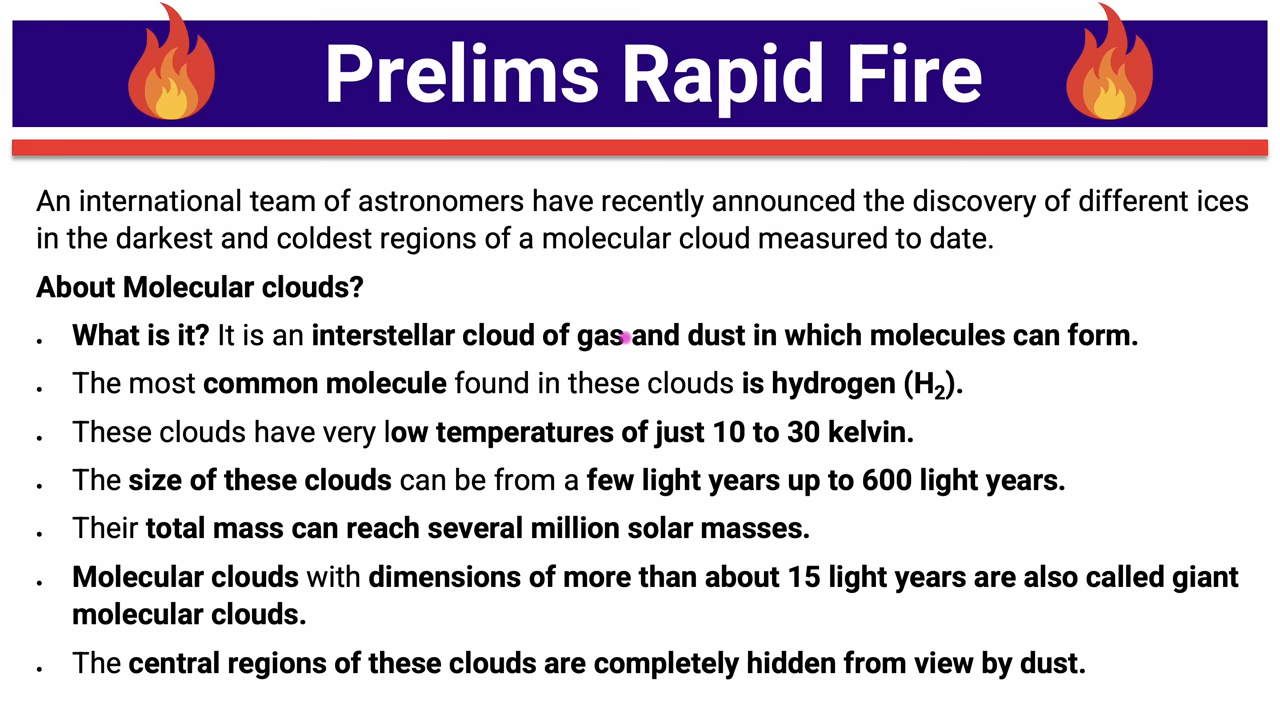 Prelims Rapid Fire
An international team of astronomers have recently announced the discovery of different ices
in the darkest and coldest regions of a molecular cloud measured to date.
About Molecular clouds?
• What is it? It is an interstellar cloud of gas and dust in which molecules can form.
• The most common molecule found in these clouds is hydrogen (H₂).
• These clouds have very low temperatures of just 10 to 30 kelvin.
• The size of these clouds can be from a few light years up to 600 light years.
• Their total mass can reach several million solar masses.
• Molecular clouds with dimensions of more than about 15 light years are also called giant
molecular clouds.
• The central regions of these clouds are completely hidden from view by dust.